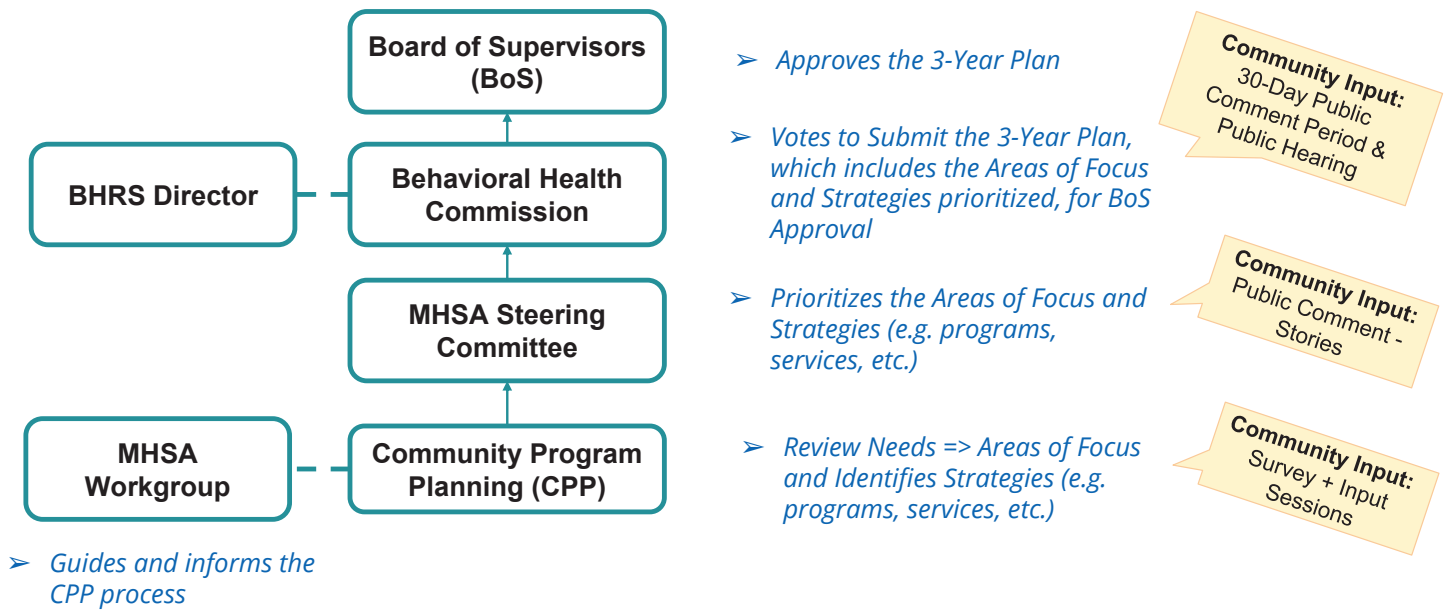 Board of Supervisors
(BoS)
➢ Approves the 3-Year Plan
Community Input:
30-Day Public
Comment Period &
Public Hearing
BHRS Director
Behavioral Health
Commission
➢ Votes to Submit the 3-Year Plan,
which includes the Areas of Focus
and Strategies prioritized, for BoS
Approval
MHSA Steering
Committee
➢ Prioritizes the Areas of Focus and
Strategies (e.g. programs,
services, etc.)
Community Input:
Public Comment -
Stories
MHSA
Workgroup
Community Program
Planning (CPP)
➢ Review Needs => Areas of Focus
and Identifies Strategies (e.g.
programs, services, etc.)
Community Input:
Survey + Input
Sessions
➢ Guides and informs the
CPP process